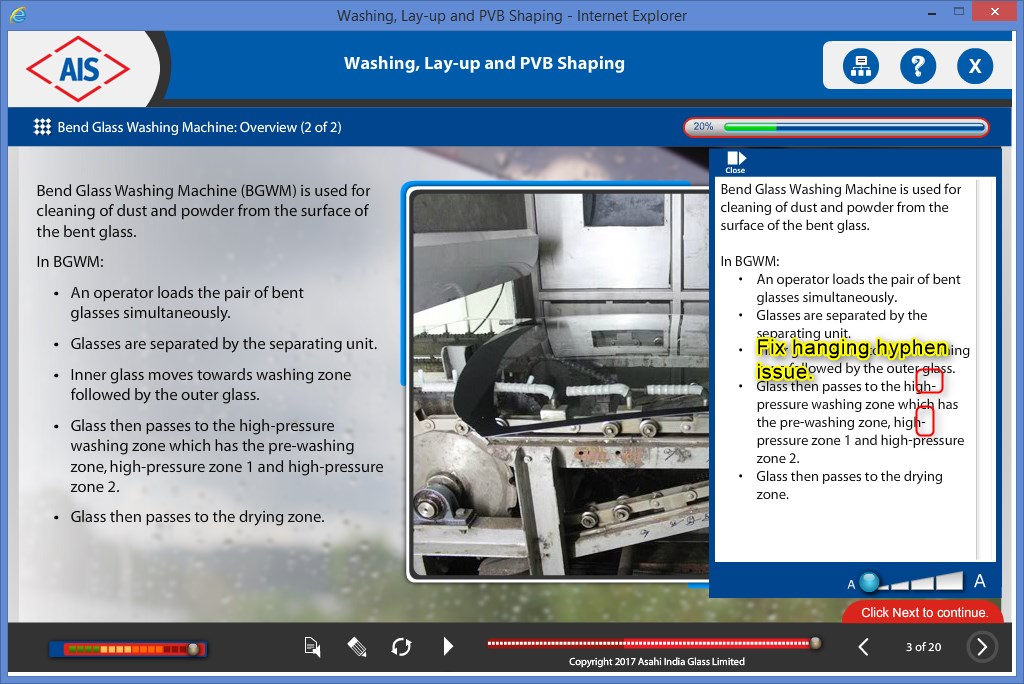 Washing, Lay-up and PVB Shaping - Internet Explorer
AIS
Washing, Lay-up and PVB Shaping
?
X
Bend Glass Washing Machine: Overview (2 of 2)
20%
Bend Glass Washing Machine (BGWM) is used for
cleaning of dust and powder from the surface of
the bent glass.
In BGWM:
• An operator loads the pair of bent
glasses simultaneously.
• Glasses are separated by the separating unit.
• Inner glass moves towards washing zone
followed by the outer glass.
• Glass then passes to the high-pressure
washing zone which has the pre-washing
zone, high-pressure zone 1 and high-pressure
zone 2.
• Glass then passes to the drying zone.
Close
Bend Glass Washing Machine is used for
cleaning of dust and powder from the
surface of the bent glass.
In BGWM:
• An operator loads the pair of bent
glasses simultaneously.
• Glasses are separated by the
separating unit.
Fix hanging hyphen
issue.
followed by the outer glass.
• Glass then passes to the high-
pressure washing zone which has
the pre-washing zone, high-
pressure zone 1 and high-pressure
zone 2.
• Glass then passes to the drying
zone.
A A
Click Next to continue.
3 of 20
Copyright 2017 Asahi India Glass Limited